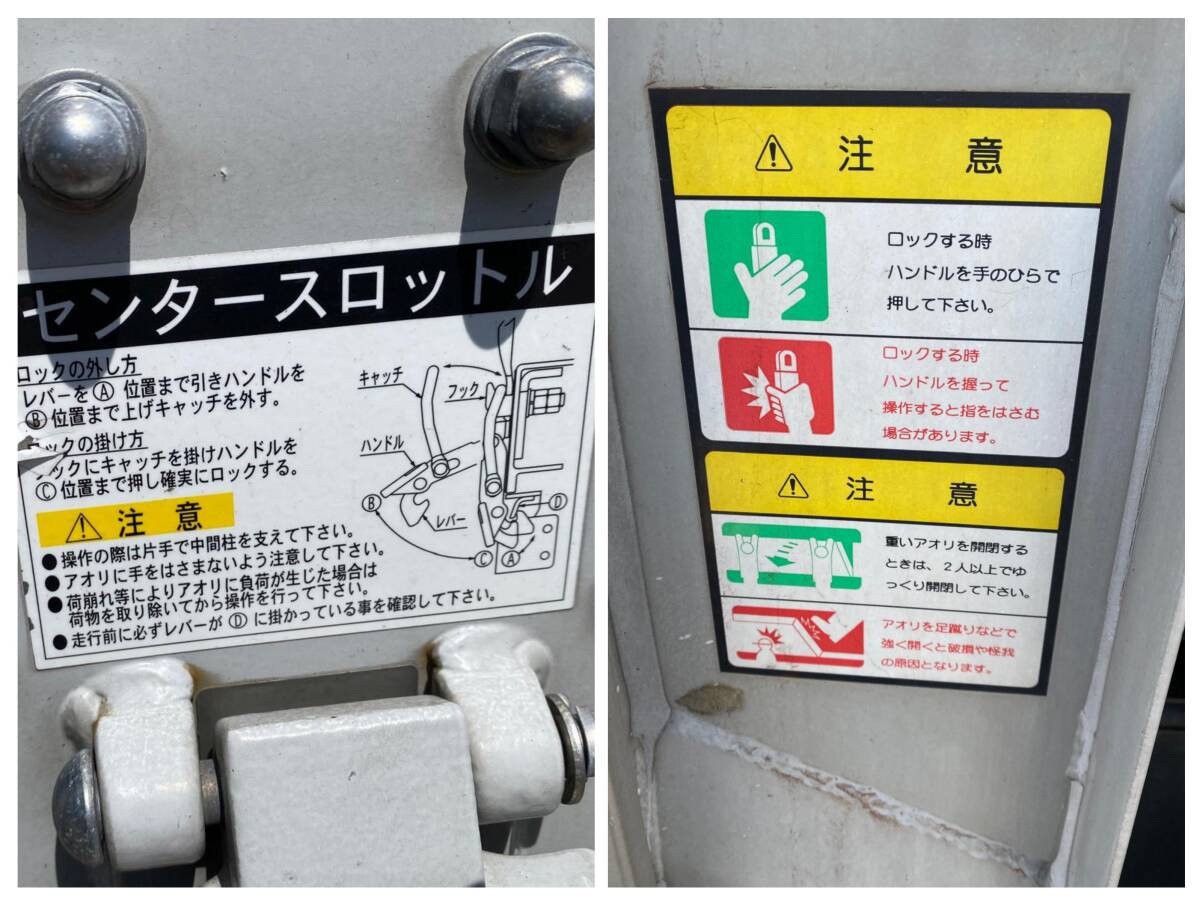 センタースロットル
ロックの外し方
レバーを Ⓐ 位置まで引きハンドルを
Ⓑ 位置まで上げキャッチを外す。
ックの掛け方
ックにキャッチを掛けハンドルを
Ⓒ 位置まで押し確実にロックする。
⚠ 注 意
● 操作の際は片手で中間柱を支えて下さい。
● アオリに手をはさまないよう注意して下さい。
● 荷崩れ等によりアオリに負荷が生じた場合は
荷物を取り除いてから操作を行って下さい。
● 走行前に必ずレバーが Ⓓ に掛かっている事を確認して下さい。
キャッチ
フック
ハンドル
Ⓑ
レバー
Ⓓ
Ⓒ
Ⓐ
⚠ 注 意
ロックする時
ハンドルを手のひらで
押して下さい。
ロックする時
ハンドルを握って
操作すると指をはさむ
場合があります。
⚠ 注 意
重いアオリを開閉する
ときは、2人以上でゆ
っくり開閉して下さい。
アオリを足蹴りなどで
強く開くと破損や怪我
の原因となります。